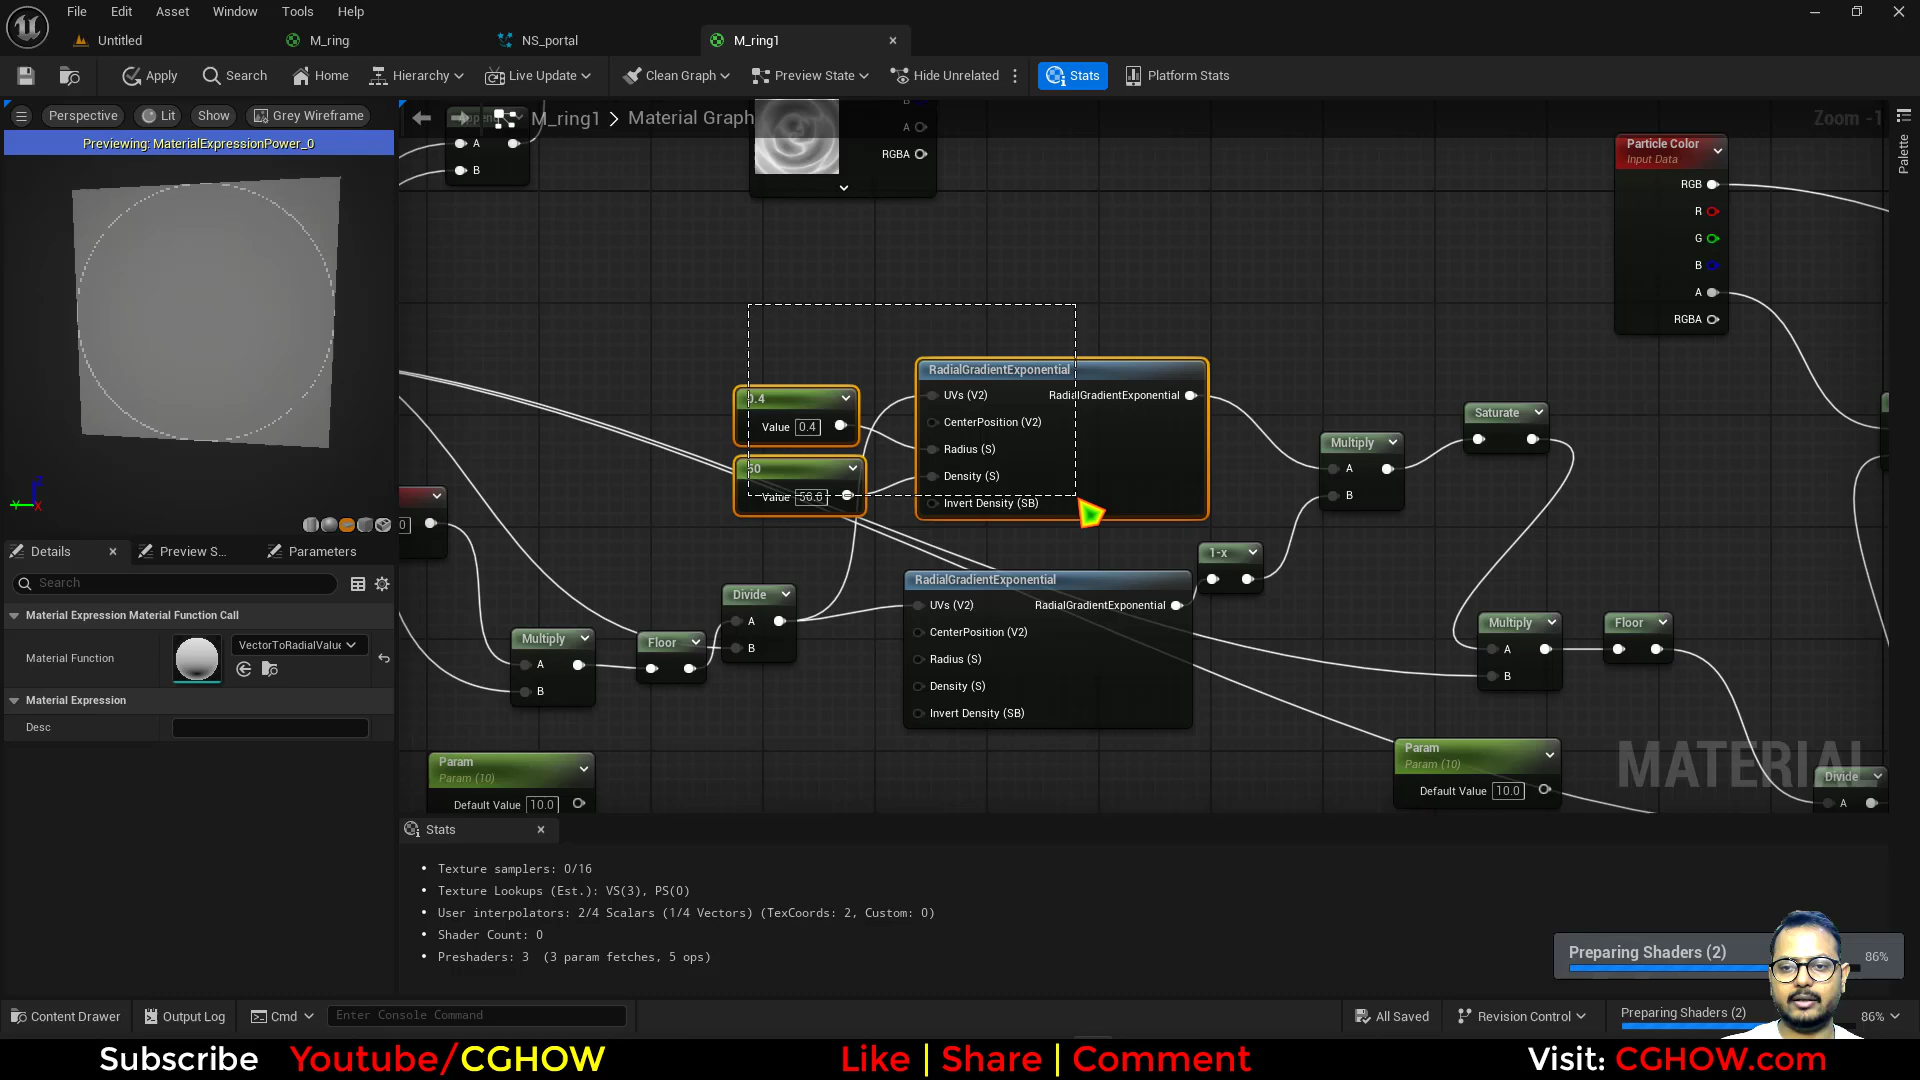 File Edit Asset Window Tools Help
Untitled M_ring NS_portal M_ring1
Apply Search Home Hierarchy Live Update Clean Graph Preview State Hide Unrelated Stats Platform Stats
Perspective Lit Show Grey Wireframe
Previewing: MaterialExpressionPower_0
M_ring1 > Material Graph
Zoom -1
Palette
A
B
A
RGBA
Particle Color
Input Data
RGB
R
G
B
A
RGBA
0.4
Value 0.4
50
Value 50.0
RadialGradientExponential
UVs (V2) RadialGradientExponential
CenterPosition (V2)
Radius (S)
Density (S)
Invert Density (SB)
Multiply
A
B
Saturate
1-x
Divide
A
B
RadialGradientExponential
UVs (V2) RadialGradientExponential
CenterPosition (V2)
Radius (S)
Density (S)
Invert Density (SB)
Multiply
A
B
Floor
Multiply
A
B
Floor
Param
Param (10)
Default Value 10.0
Param
Param (10)
Default Value 10.0
MATERIAL
Divide
A
Details Preview S... Parameters
Search
Material Expression Material Function Call
Material Function VectorToRadialValue
Material Expression
Desc
Stats
• Texture samplers: 0/16
• Texture Lookups (Est.): VS(3), PS(0)
• User interpolators: 2/4 Scalars (1/4 Vectors) (TexCoords: 2, Custom: 0)
• Shader Count: 0
• Preshaders: 3 (3 param fetches, 5 ops)
Preparing Shaders (2) 86%
Content Drawer Output Log Cmd Enter Console Command All Saved Revision Control Preparing Shaders (2) 86%
Subscribe Youtube/CGHOW Like | Share | Comment Visit: CGHOW.com